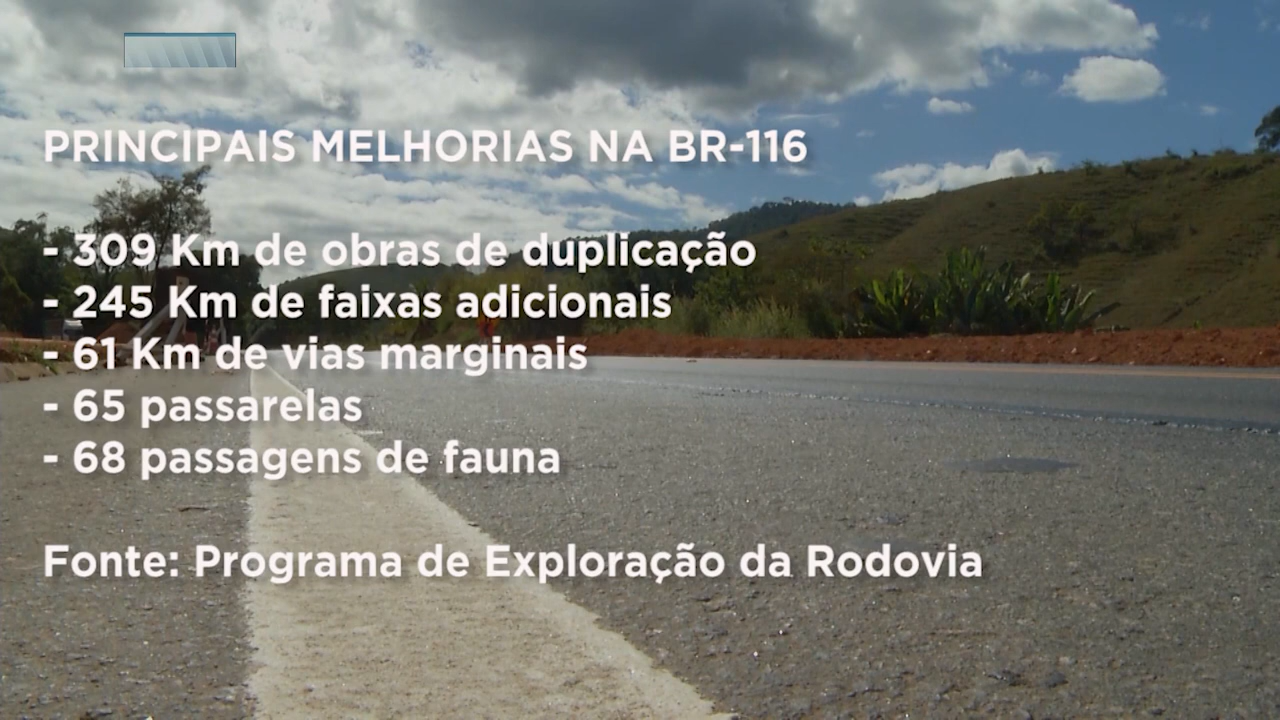 PRINCIPAIS MELHORIAS NA BR-116
- 309 Km de obras de duplicação
- 245 Km de faixas adicionais
- 61 Km de vias marginais
- 65 passarelas
- 68 passagens de fauna
Fonte: Programa de Exploração da Rodovia